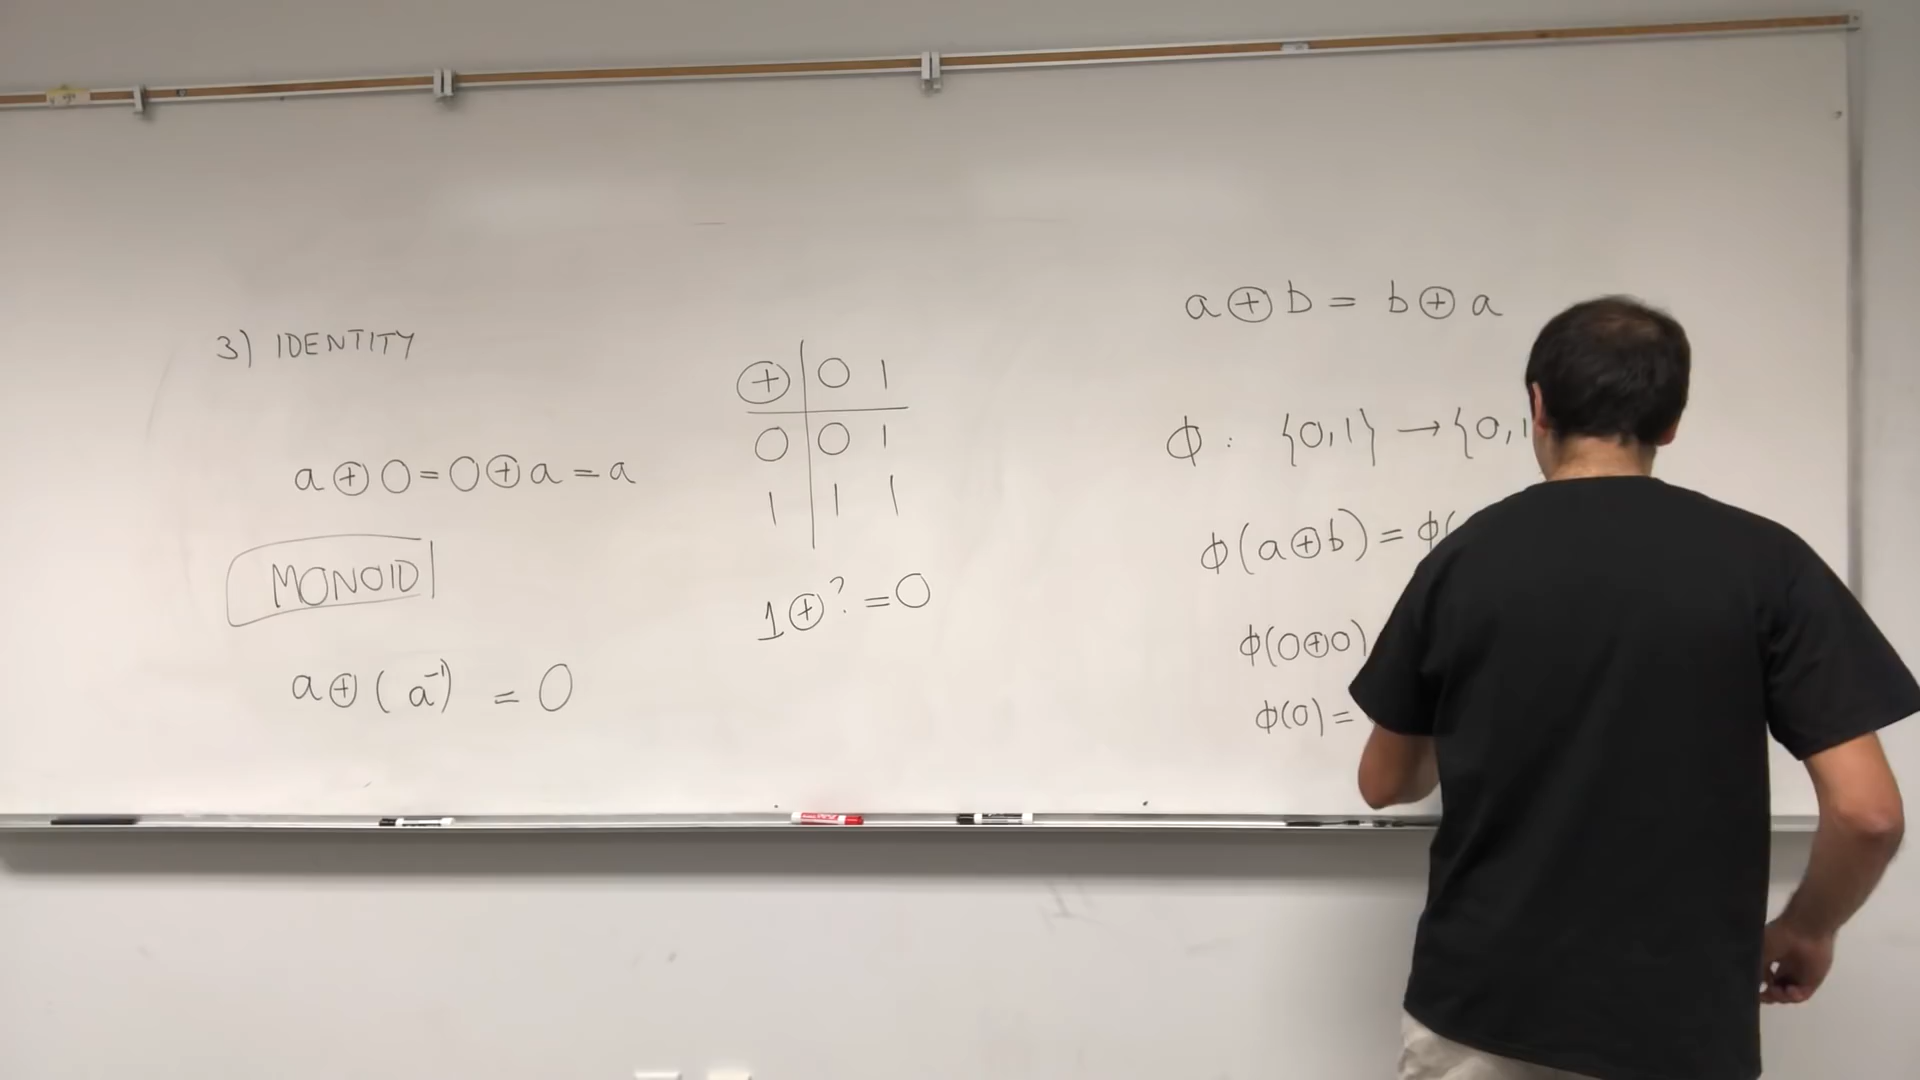 3) IDENTITY
a ⊕ 0 = 0 ⊕ a = a
MONOID
a ⊕ (a⁻¹) = 0
⊕ | 0 1
0 | 0 1
1 | 1 1
1 ⊕ ? = 0
a ⊕ b = b ⊕ a
ϕ : {0,1} → {0,1
ϕ(a⊕b) = ϕ(
ϕ(0⊕0)
ϕ(0) =